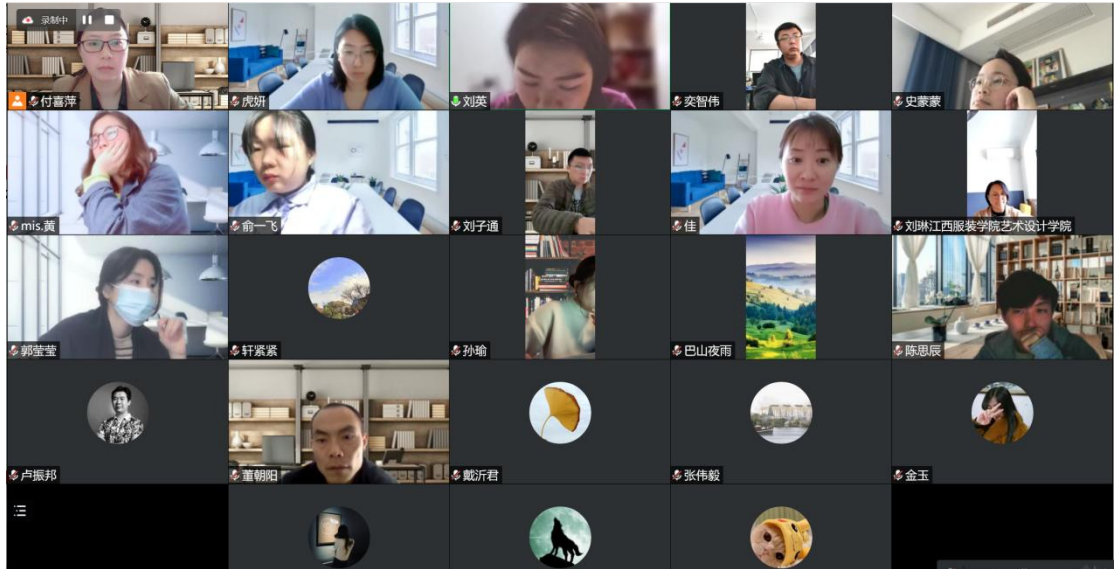 录制中
付喜萍
虎妍
刘英
奕智伟
史蒙蒙
mis.黄
俞一飞
刘子通
佳
刘琳江西服装学院艺术设计学院
郭莹莹
轩紧紧
孙瑜
巴山夜雨
陈思辰
卢振邦
董朝阳
戴沂君
张伟毅
金玉